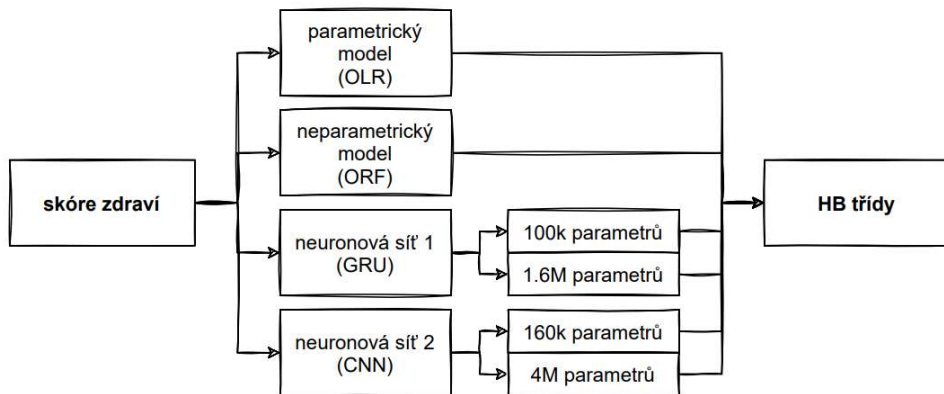 skóre zdraví
parametrický
model
(OLR)
neparametrický
model
(ORF)
neuronová síť 1
(GRU)
100k parametrů
1.6M parametrů
neuronová síť 2
(CNN)
160k parametrů
4M parametrů
HB třídy